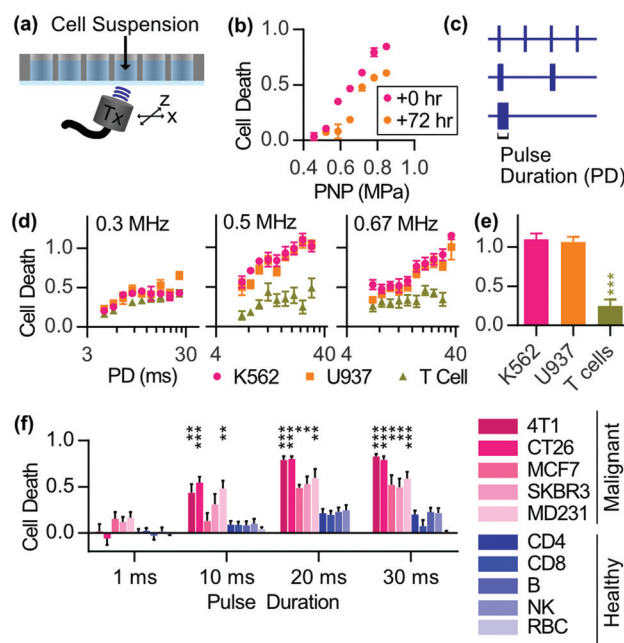 (a) Cell Suspension
Tx
z
x
(b)
Cell Death
1.0
0.5
0.0
0.4 0.6 0.8 1.0
PNP (MPa)
+0 hr
+72 hr
(c)
Pulse
Duration (PD)
(d)
0.3 MHz
0.5 MHz
0.67 MHz
Cell Death
1.0
0.5
0.0
3 30
4 40
4 40
PD (ms)
K562 U937 T Cell
(e)
1.0
0.5
0.0
***
K562
U937
T cells
(f)
Cell Death
1.0
0.5
0.0
** *** **
*** *** * * **
*** *** *** *** ***
1 ms 10 ms 20 ms 30 ms
Pulse Duration
4T1
CT26
MCF7
SKBR3
MD231
Malignant
CD4
CD8
B
NK
RBC
Healthy